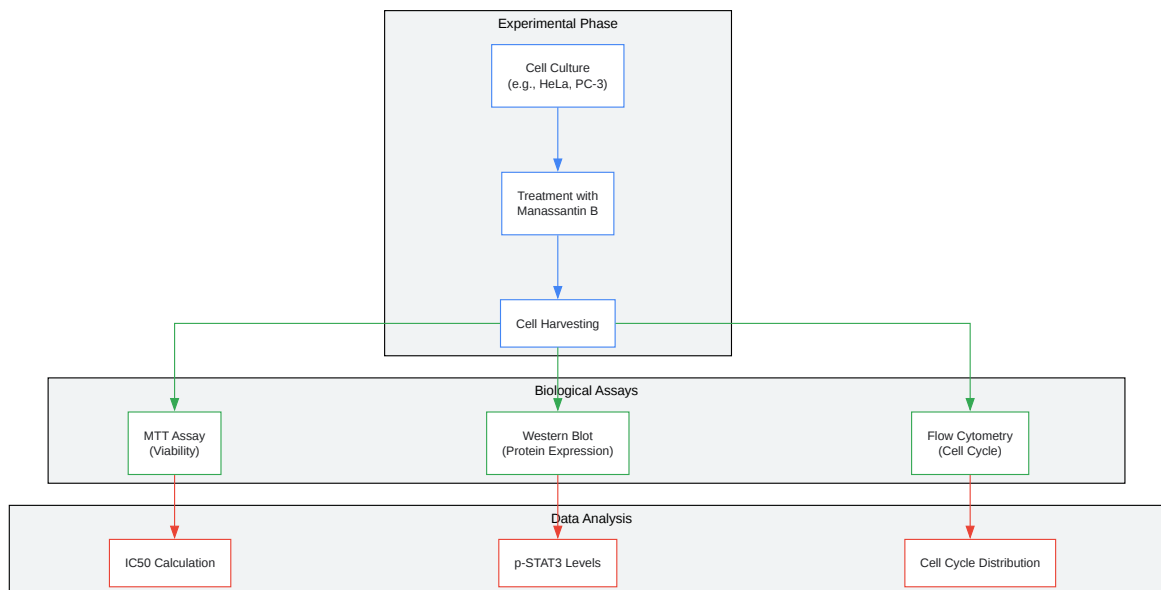 Experimental Phase
Cell Culture
(e.g., HeLa, PC-3)
Treatment with
Manassantin B
Cell Harvesting
Biological Assays
MTT Assay
(Viability)
Western Blot
(Protein Expression)
Flow Cytometry
(Cell Cycle)
Data Analysis
IC50 Calculation
p-STAT3 Levels
Cell Cycle Distribution